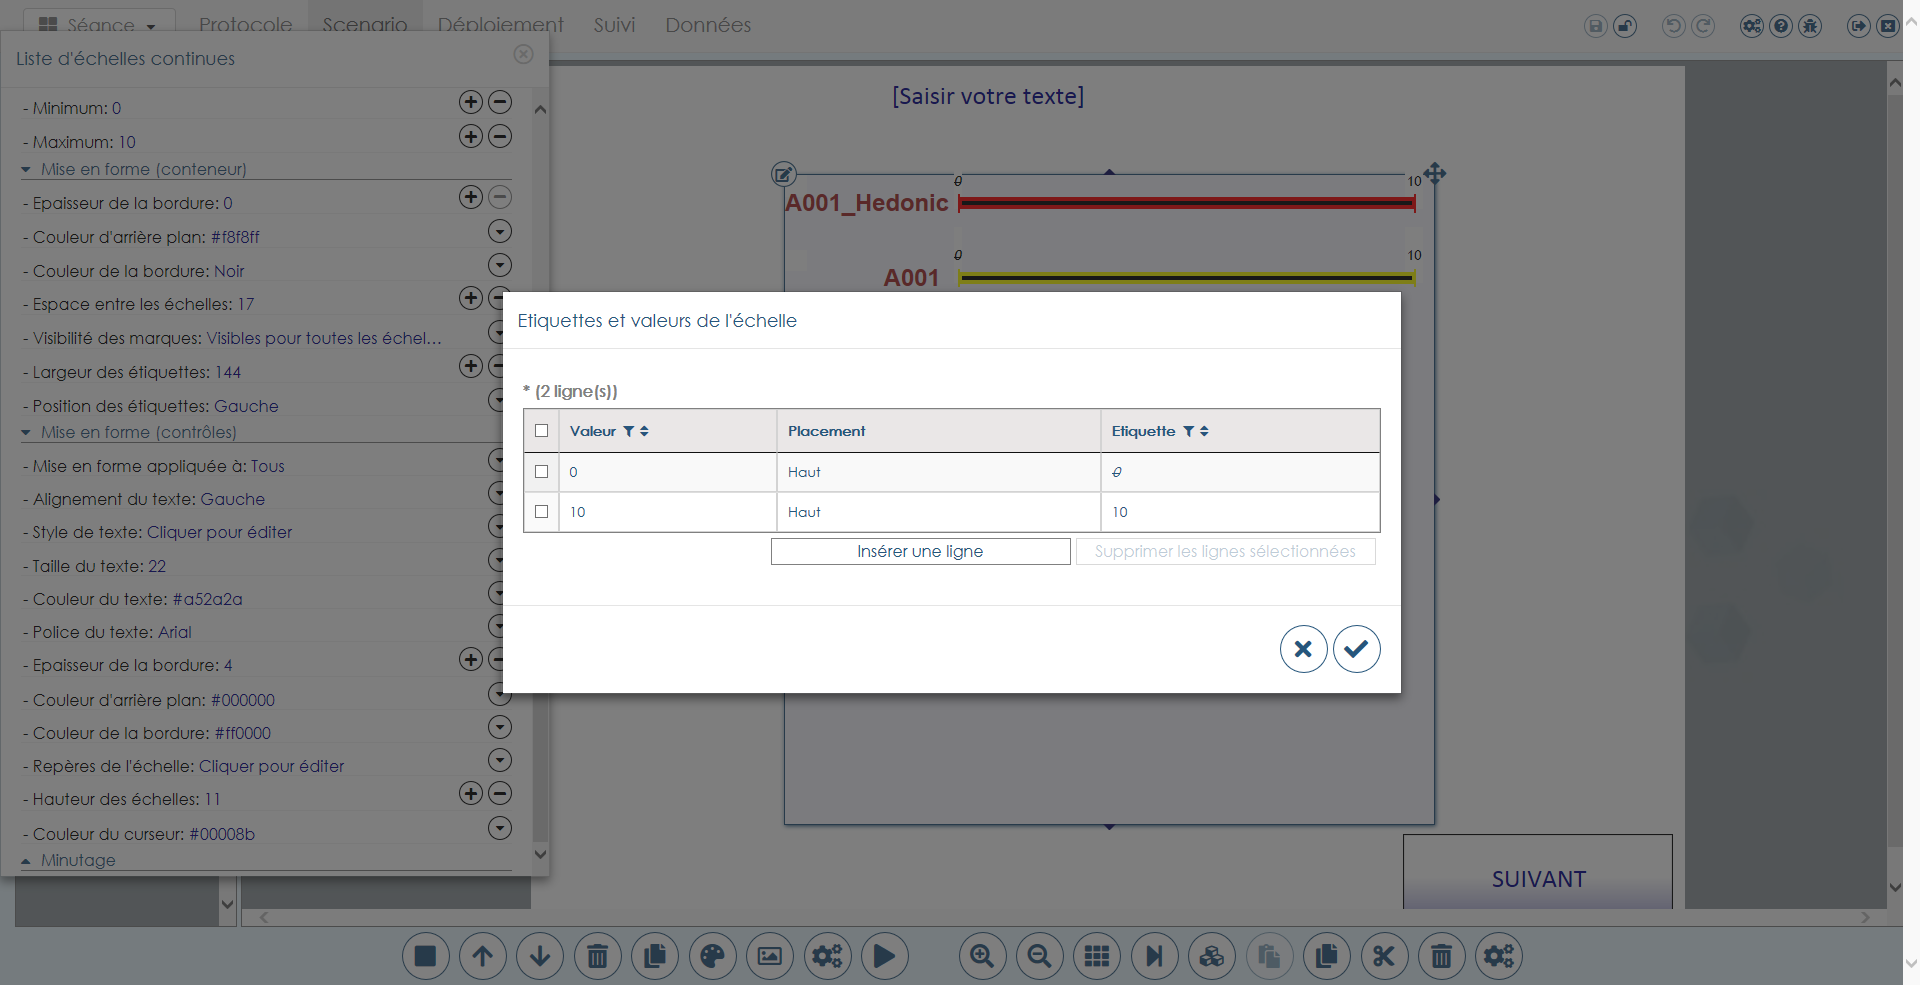 Séance
Protocole
Scenario
Déploiement
Suivi
Données
Liste d'échelles continues
- Minimum: 0
- Maximum: 10
Mise en forme (conteneur)
- Epaisseur de la bordure: 0
- Couleur d'arrière plan: #f8f8ff
- Couleur de la bordure: Noir
- Espace entre les échelles: 17
- Visibilité des marques: Visibles pour toutes les échel...
- Largeur des étiquettes: 144
- Position des étiquettes: Gauche
Mise en forme (contrôles)
- Mise en forme appliquée à: Tous
- Alignement du texte: Gauche
- Style de texte: Cliquer pour éditer
- Taille du texte: 22
- Couleur du texte: #a52a2a
- Police du texte: Arial
- Epaisseur de la bordure: 4
- Couleur d'arrière plan: #000000
- Couleur de la bordure: #ff0000
- Repères de l'échelle: Cliquer pour éditer
- Hauteur des échelles: 11
- Couleur du curseur: #00008b
Minutage
[Saisir votre texte]
0 10
A001_Hedonic
0 10
A001
Etiquettes et valeurs de l'échelle
* (2 ligne(s))
Valeur Placement Etiquette
0 Haut 0
10 Haut 10
Insérer une ligne
Supprimer les lignes sélectionnées
SUIVANT